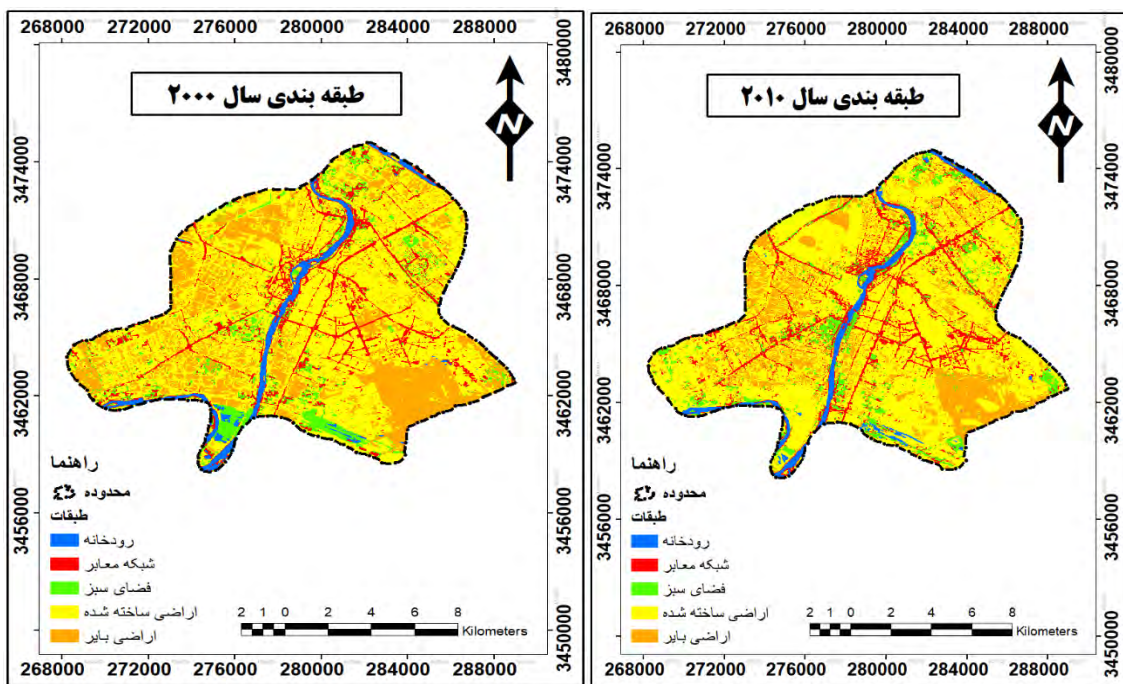 268000 272000 276000 280000 284000 288000
3480000
3474000
3468000
3462000
3456000
3450000
طبقه بندی سال ۲۰۰۰
N
راهنما
محدوده
طبقات
رودخانه
شبکه معابر
فضای سبز
اراضی ساخته شده
اراضی بایر
2 1 0 2 4 6 8
Kilometers
268000 272000 276000 280000 284000 288000
268000 272000 276000 280000 284000 288000
3480000
3474000
3468000
3462000
3456000
3450000
طبقه بندی سال ۲۰۱۰
N
راهنما
محدوده
طبقات
رودخانه
شبکه معابر
فضای سبز
اراضی ساخته شده
اراضی بایر
2 1 0 2 4 6 8
Kilometers
268000 272000 276000 280000 284000 288000